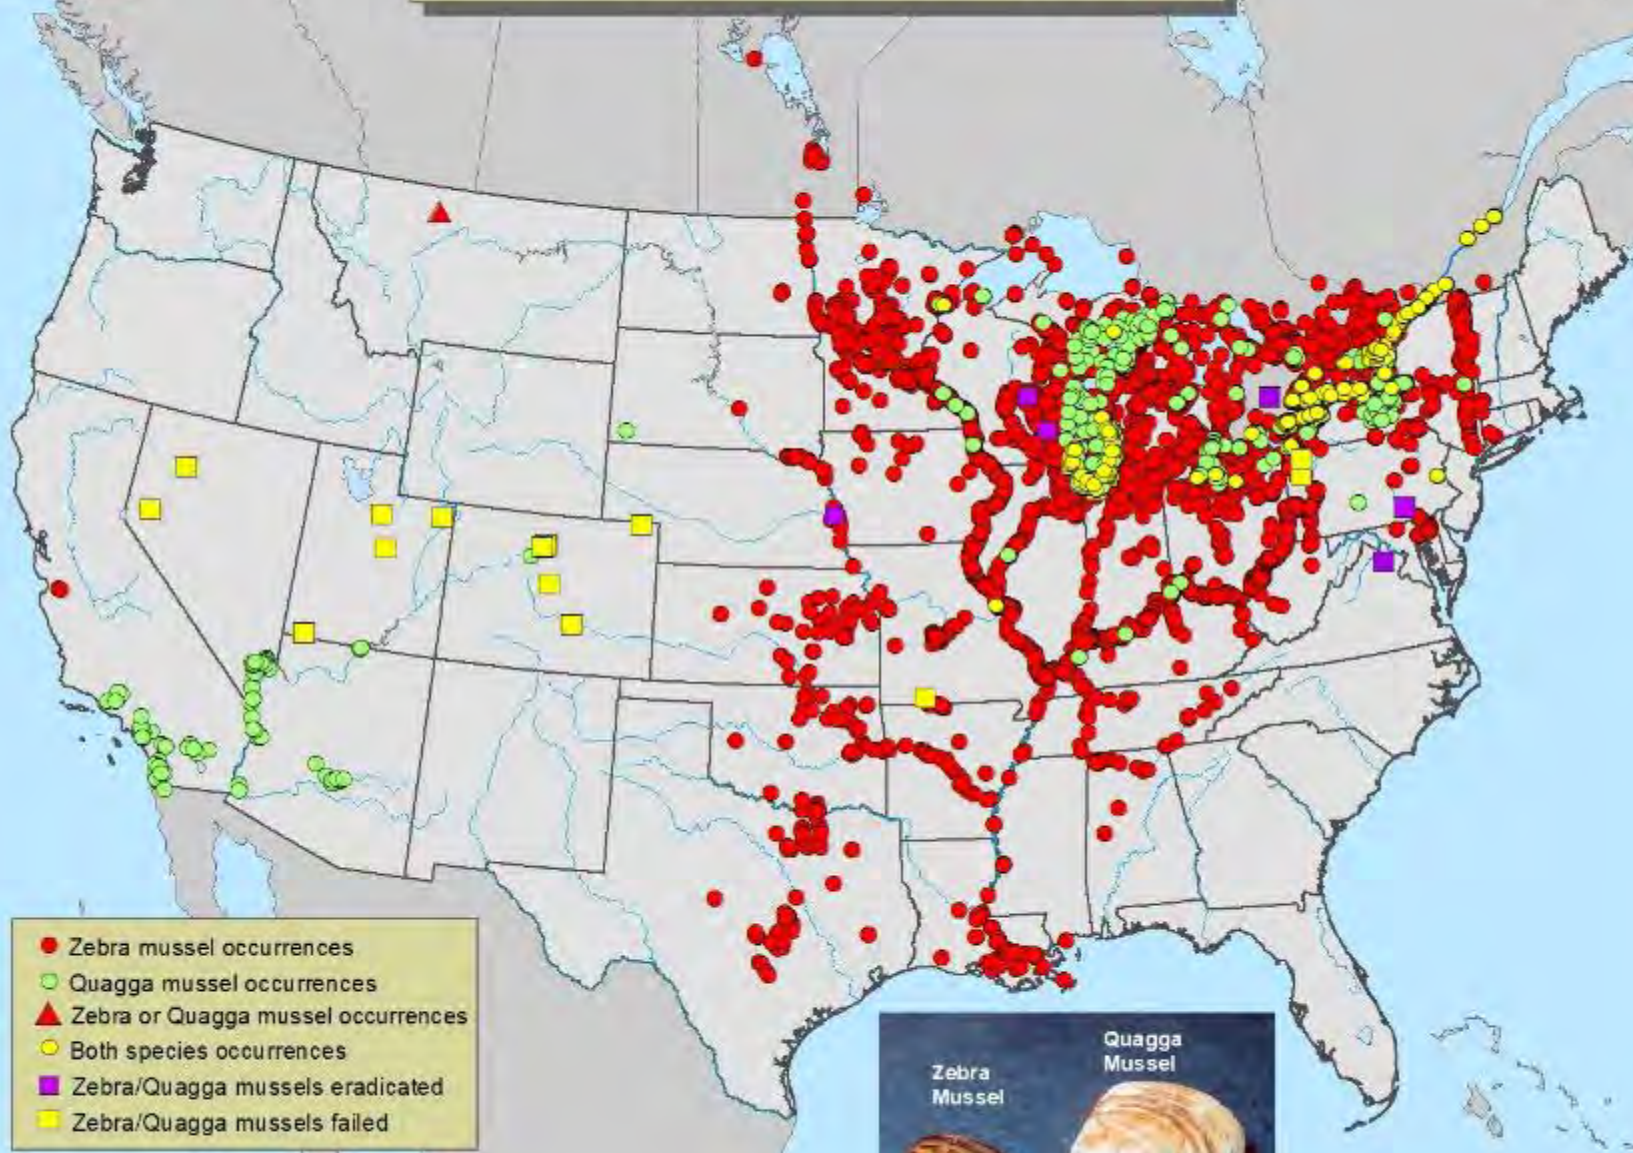 Zebra mussel occurrences
Quagga mussel occurrences
Zebra or Quagga mussel occurrences
Both species occurrences
Zebra/Quagga mussels eradicated
Zebra/Quagga mussels failed
Quagga
Mussel
Zebra
Mussel